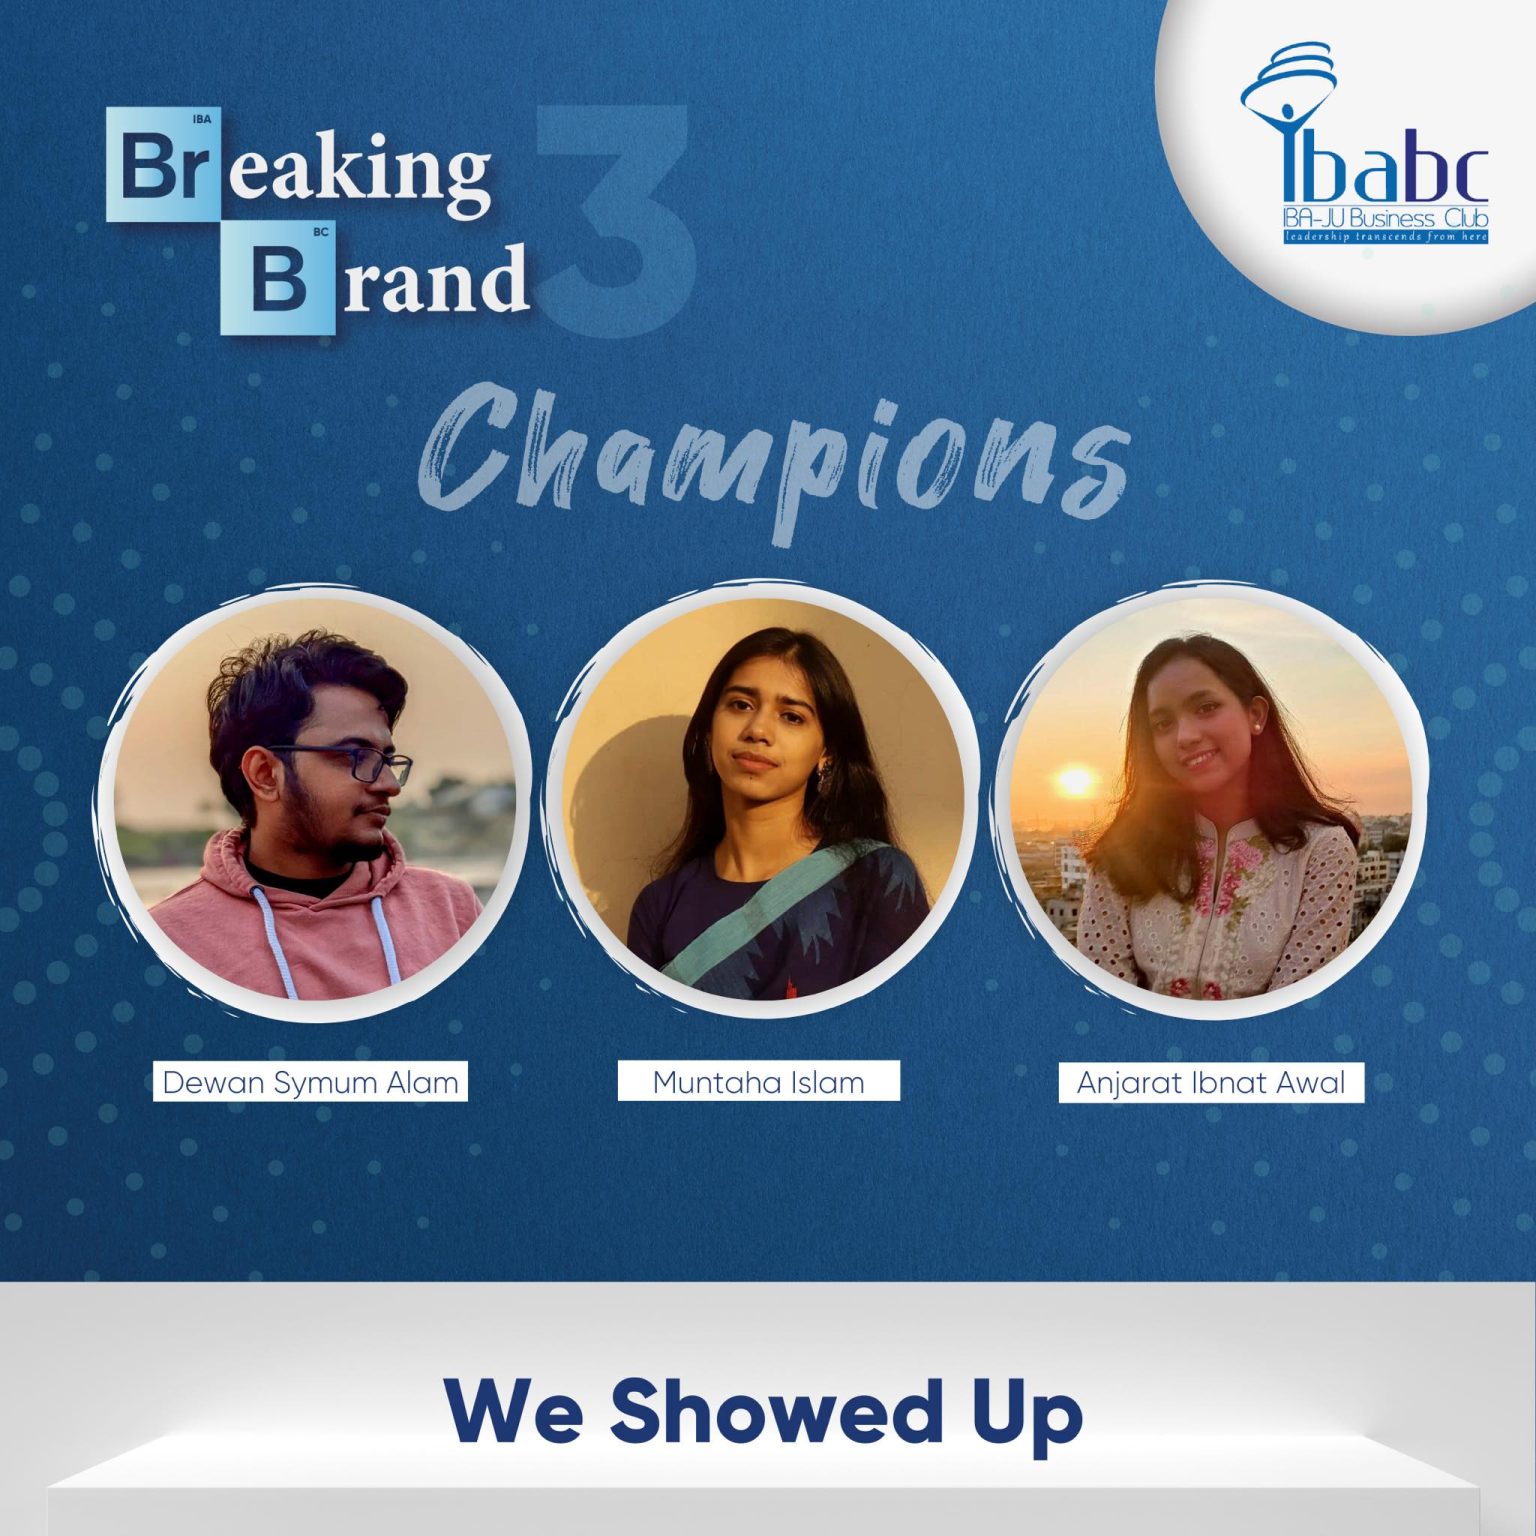 IBA
Breaking
BC
Brand
3
Ibabc
IBA-JU Business Club
leadership transcends from here
Champions
Dewan Symum Alam
Muntaha Islam
Anjarat Ibnat Awal
We Showed Up